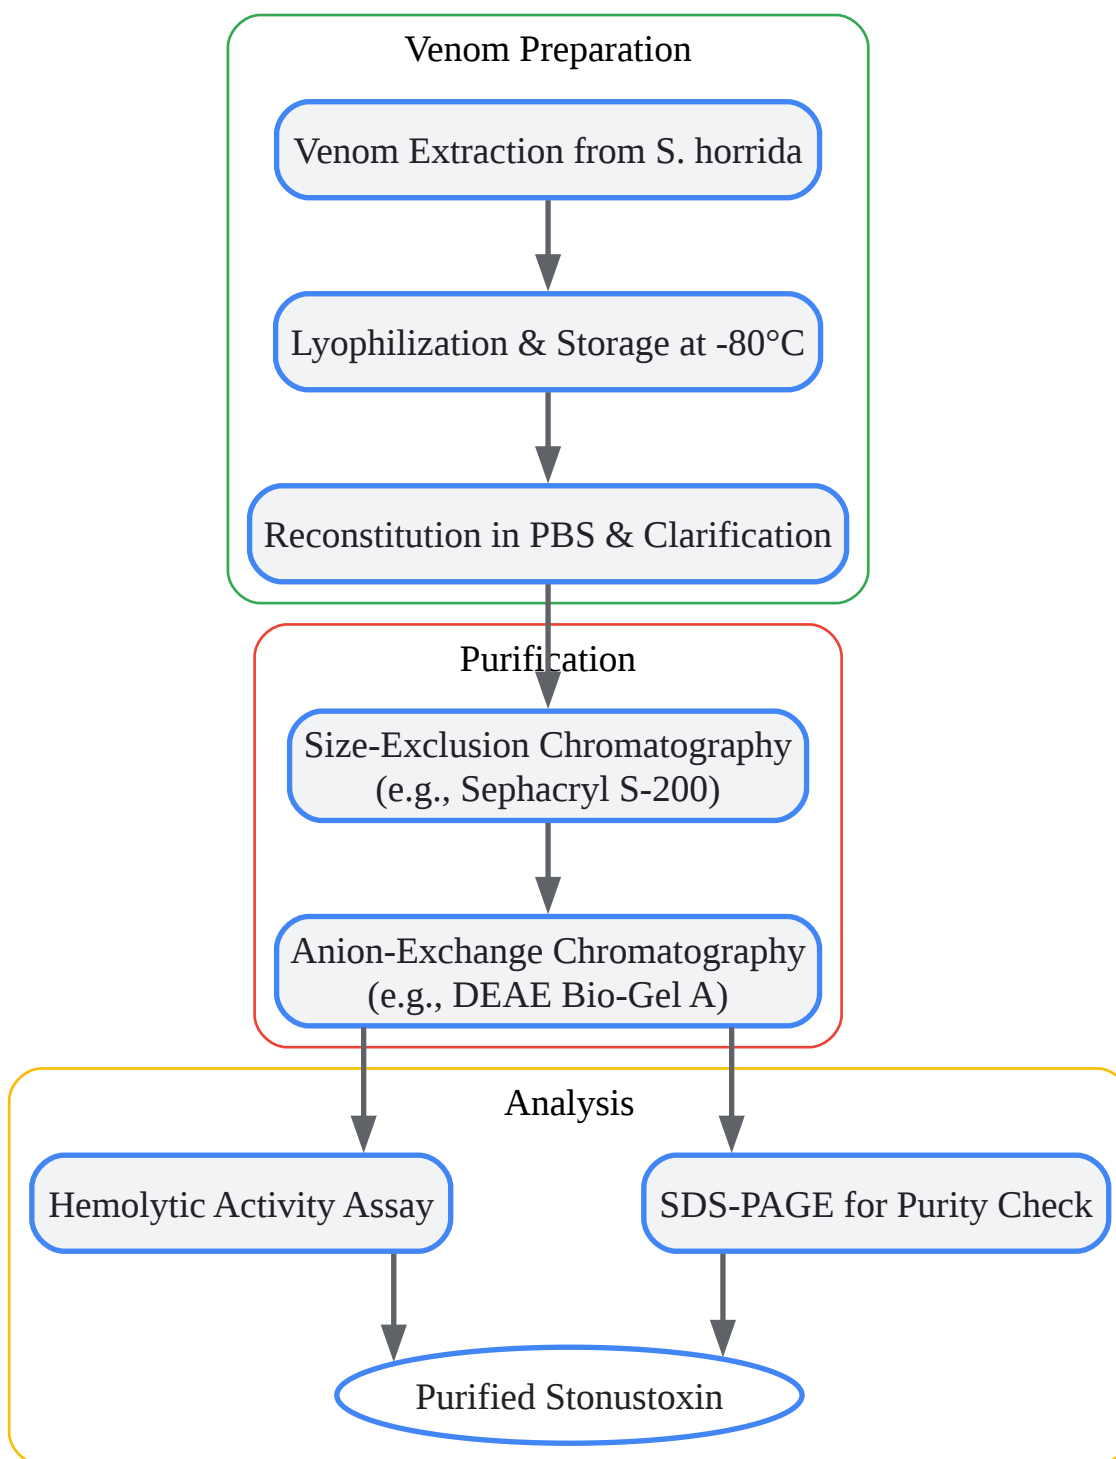 Venom Preparation
Venom Extraction from S. horrida
Lyophilization & Storage at -80°C
Reconstitution in PBS & Clarification
Purification
Size-Exclusion Chromatography
(e.g., Sephacryl S-200)
Anion-Exchange Chromatography
(e.g., DEAE Bio-Gel A)
Analysis
Hemolytic Activity Assay
SDS-PAGE for Purity Check
Purified Stonustoxin